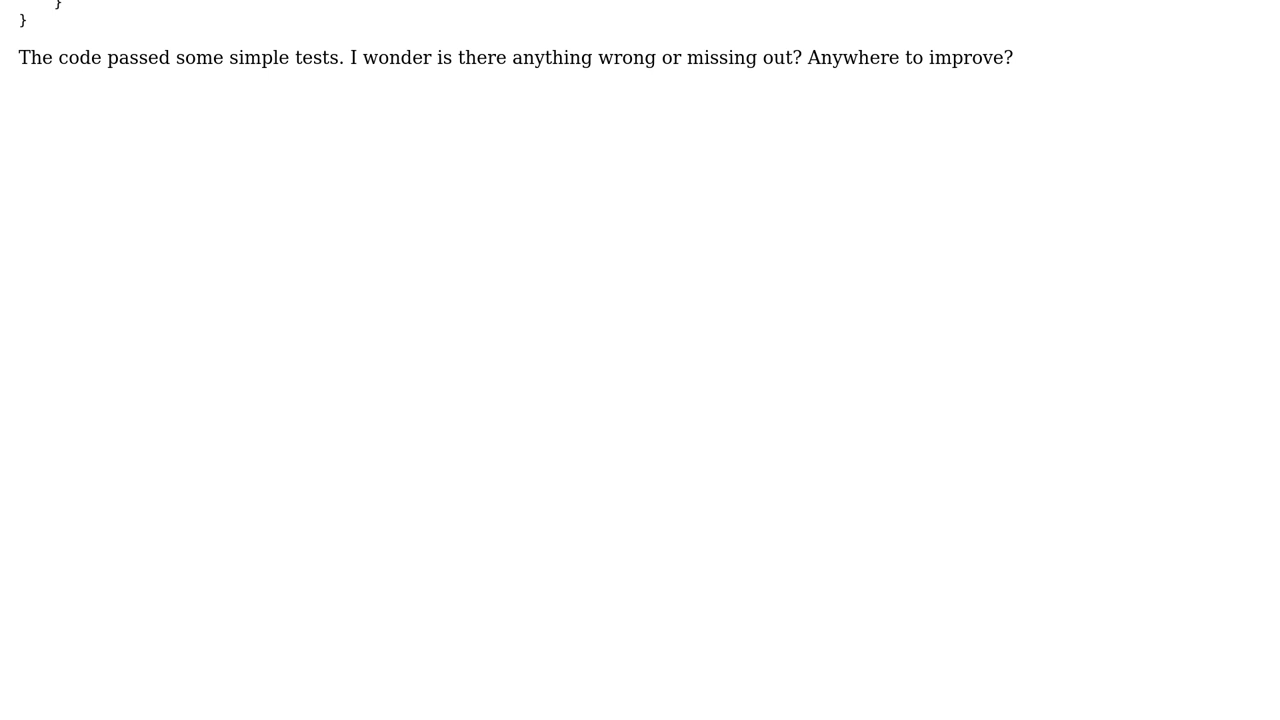 }
}
The code passed some simple tests. I wonder is there anything wrong or missing out? Anywhere to improve?